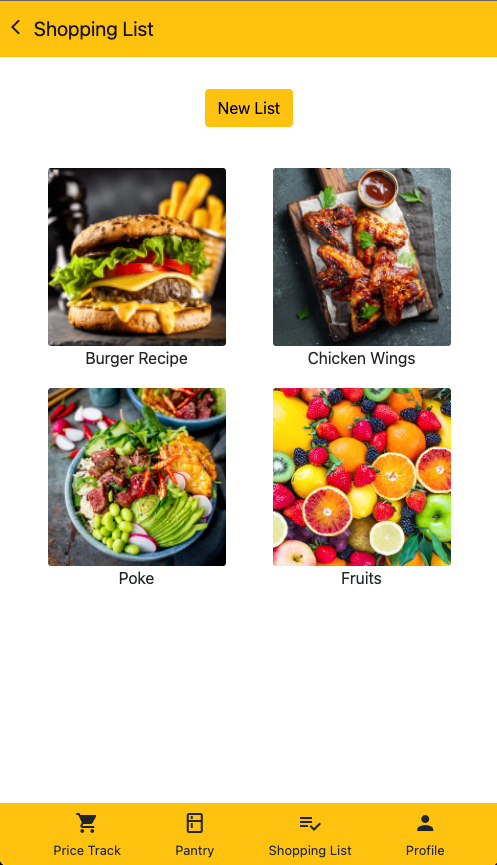 Shopping List
New List
Burger Recipe
Chicken Wings
Poke
Fruits
Price Track
Pantry
Shopping List
Profile